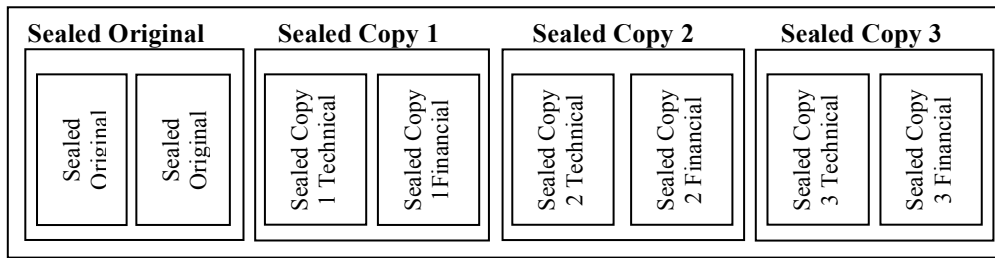 Sealed Original
Sealed Copy 1
Sealed Copy 2
Sealed Copy 3
Sealed
Original
Sealed
Original
Sealed Copy
1 Technical
Sealed Copy
1Financial
Sealed Copy
2 Technical
Sealed Copy
2 Financial
Sealed Copy
3 Technical
Sealed Copy
3 Financial